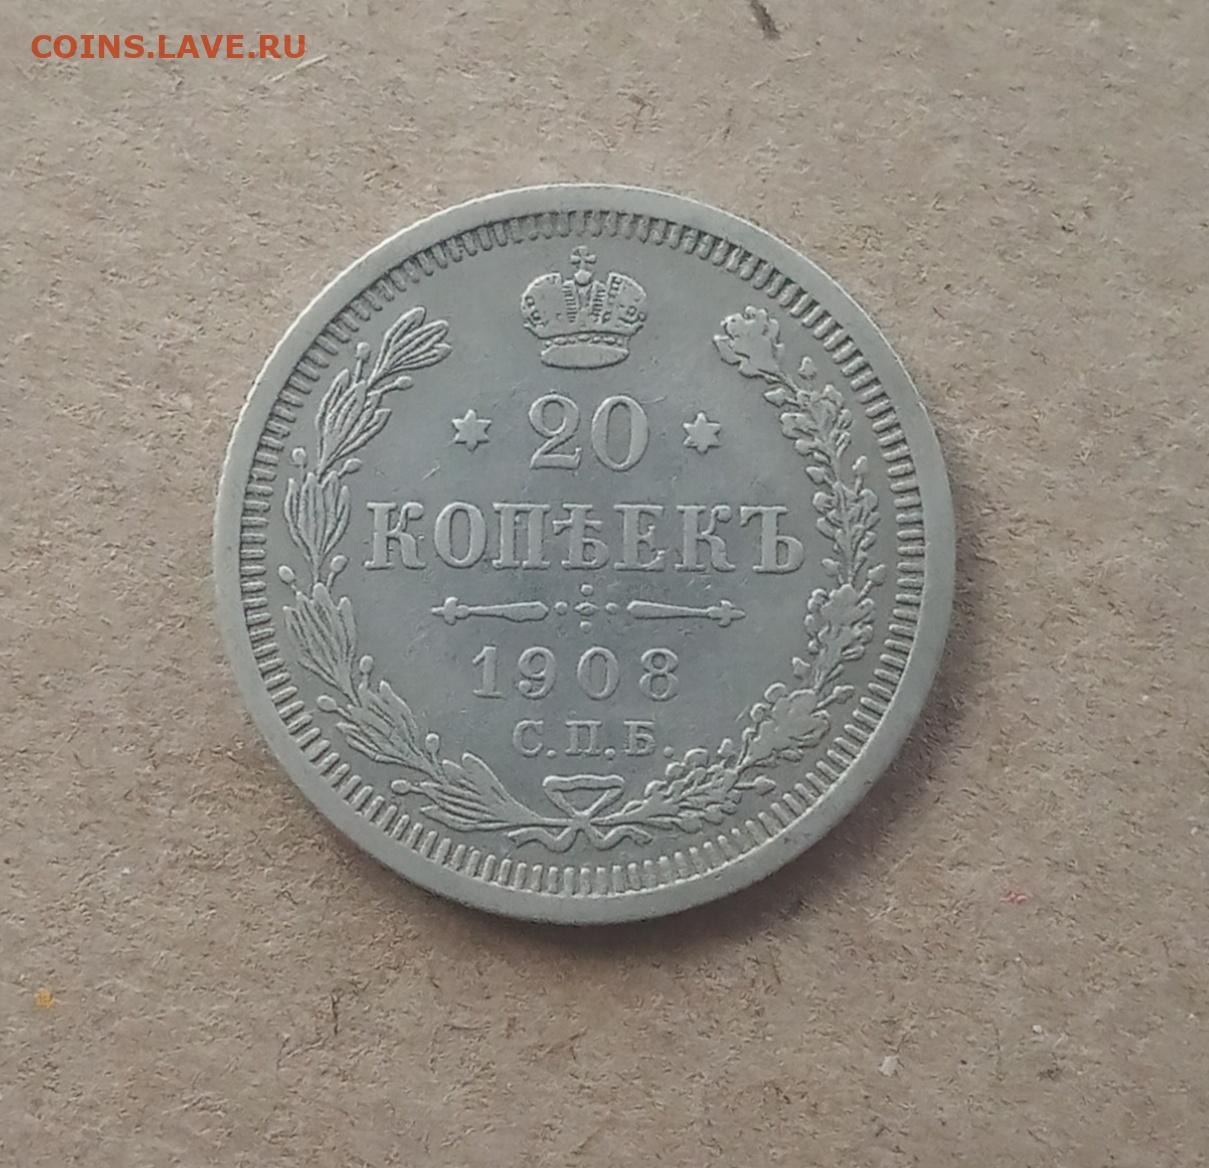 COINS.LAVE.RU
20
КОПѢЕКЪ
1908
С.П.Б.